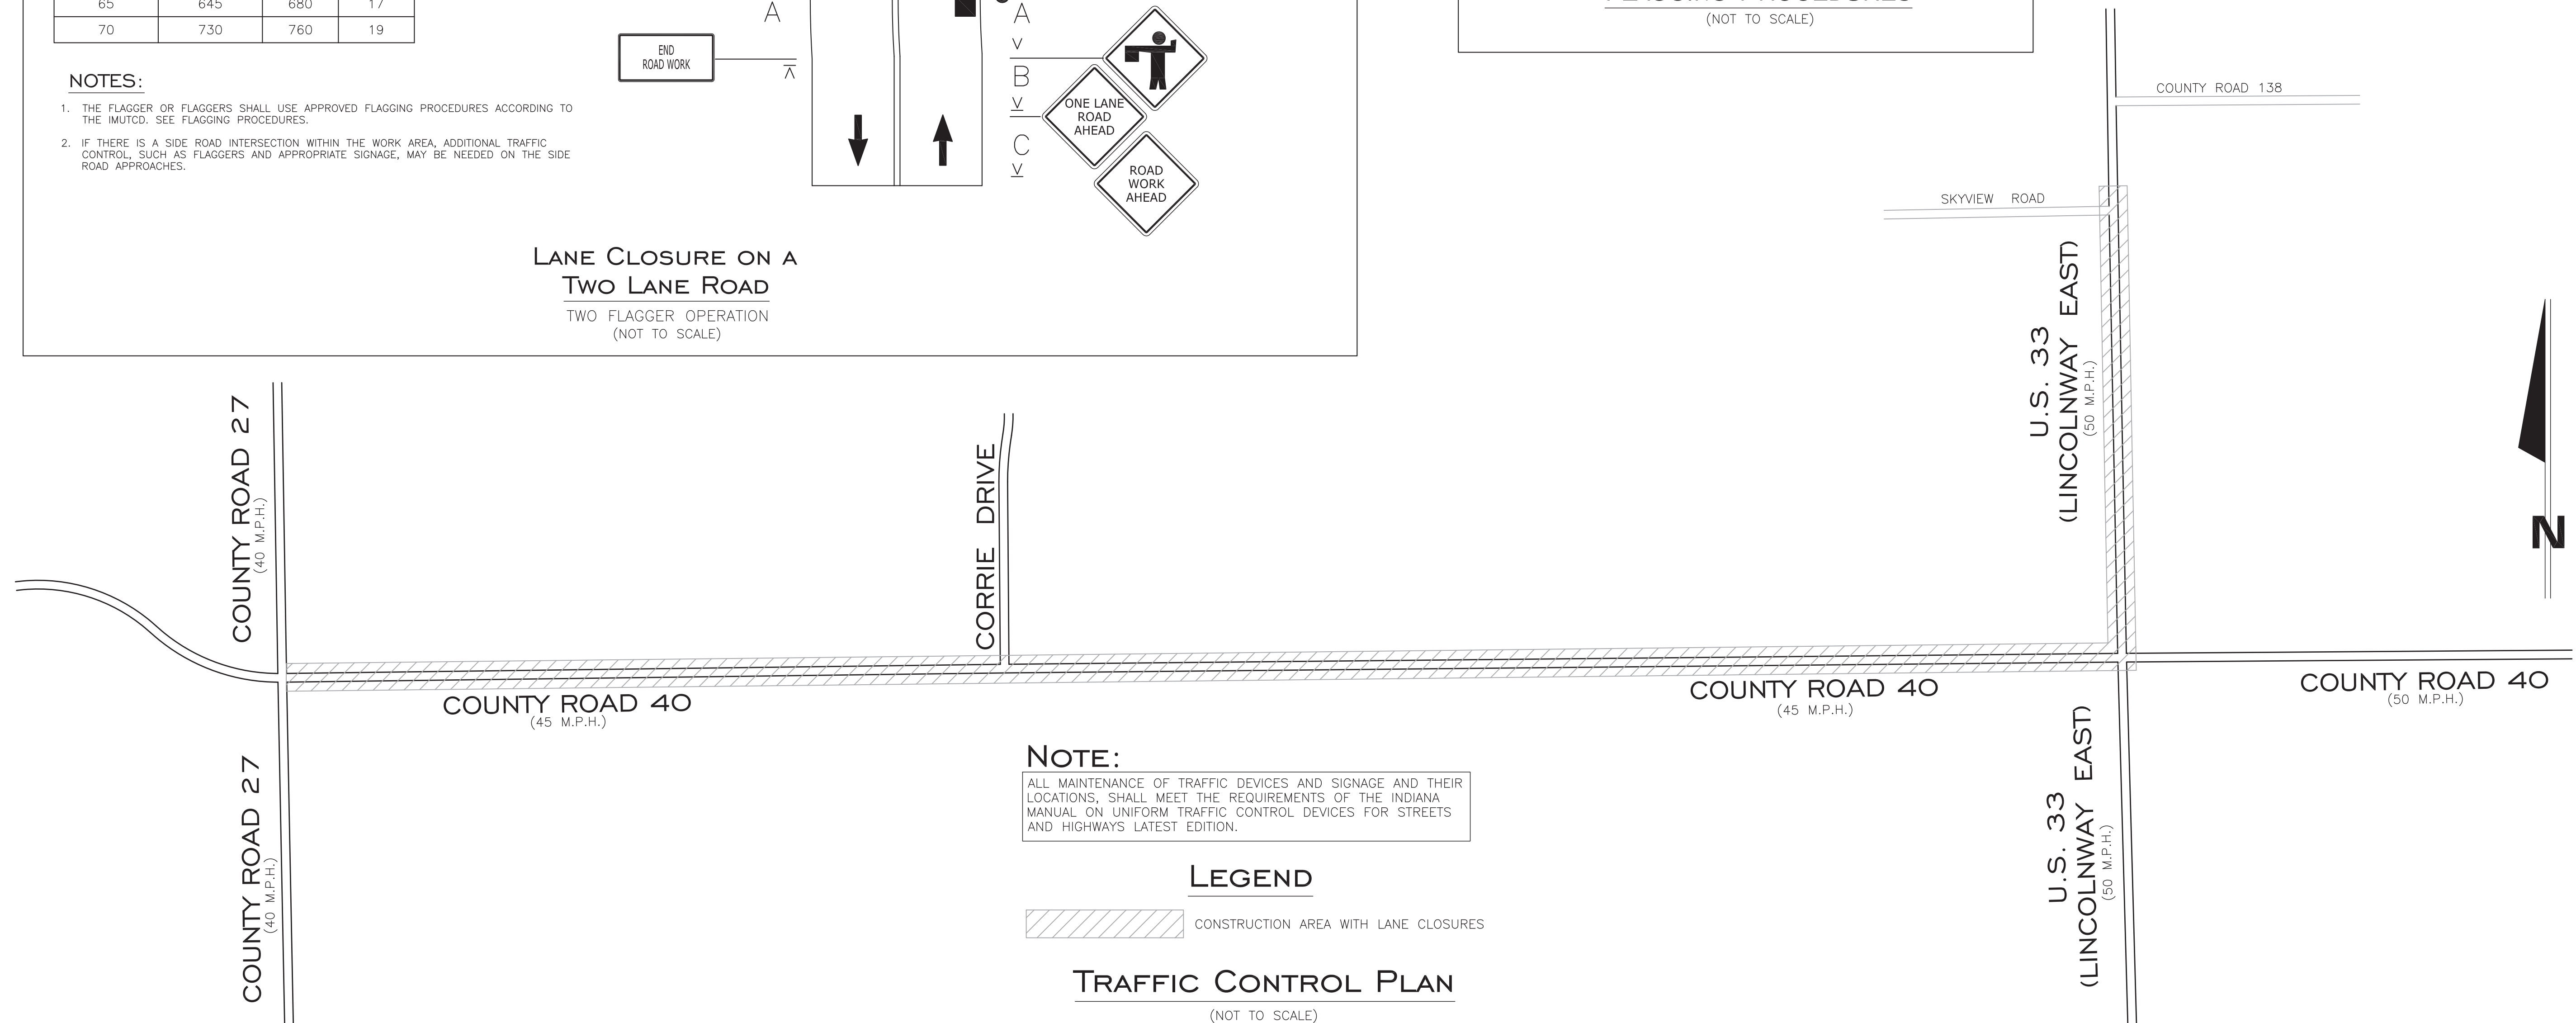 65 645 680 17
70 730 760 19
NOTES:
1. THE FLAGGER OR FLAGGERS SHALL USE APPROVED FLAGGING PROCEDURES ACCORDING TO
THE IMUTCD. SEE FLAGGING PROCEDURES.
2. IF THERE IS A SIDE ROAD INTERSECTION WITHIN THE WORK AREA, ADDITIONAL TRAFFIC
CONTROL, SUCH AS FLAGGERS AND APPROPRIATE SIGNAGE, MAY BE NEEDED ON THE SIDE
ROAD APPROACHES.
END
ROAD WORK
A
A
B
C
ONE LANE
ROAD
AHEAD
ROAD
WORK
AHEAD
LANE CLOSURE ON A
TWO LANE ROAD
TWO FLAGGER OPERATION
(NOT TO SCALE)
FLAGGING PROCEDURES
(NOT TO SCALE)
COUNTY ROAD 138
SKYVIEW ROAD
U.S. 33
(LINCOLNWAY EAST)
(50 M.P.H.)
N
COUNTY ROAD 27
(40 M.P.H.)
CORRIE DRIVE
COUNTY ROAD 40
(45 M.P.H.)
COUNTY ROAD 40
(45 M.P.H.)
COUNTY ROAD 40
(50 M.P.H.)
COUNTY ROAD 27
(40 M.P.H.)
U.S. 33
(LINCOLNWAY EAST)
(50 M.P.H.)
NOTE:
ALL MAINTENANCE OF TRAFFIC DEVICES AND SIGNAGE AND THEIR
LOCATIONS, SHALL MEET THE REQUIREMENTS OF THE INDIANA
MANUAL ON UNIFORM TRAFFIC CONTROL DEVICES FOR STREETS
AND HIGHWAYS LATEST EDITION.
LEGEND
CONSTRUCTION AREA WITH LANE CLOSURES
TRAFFIC CONTROL PLAN
(NOT TO SCALE)